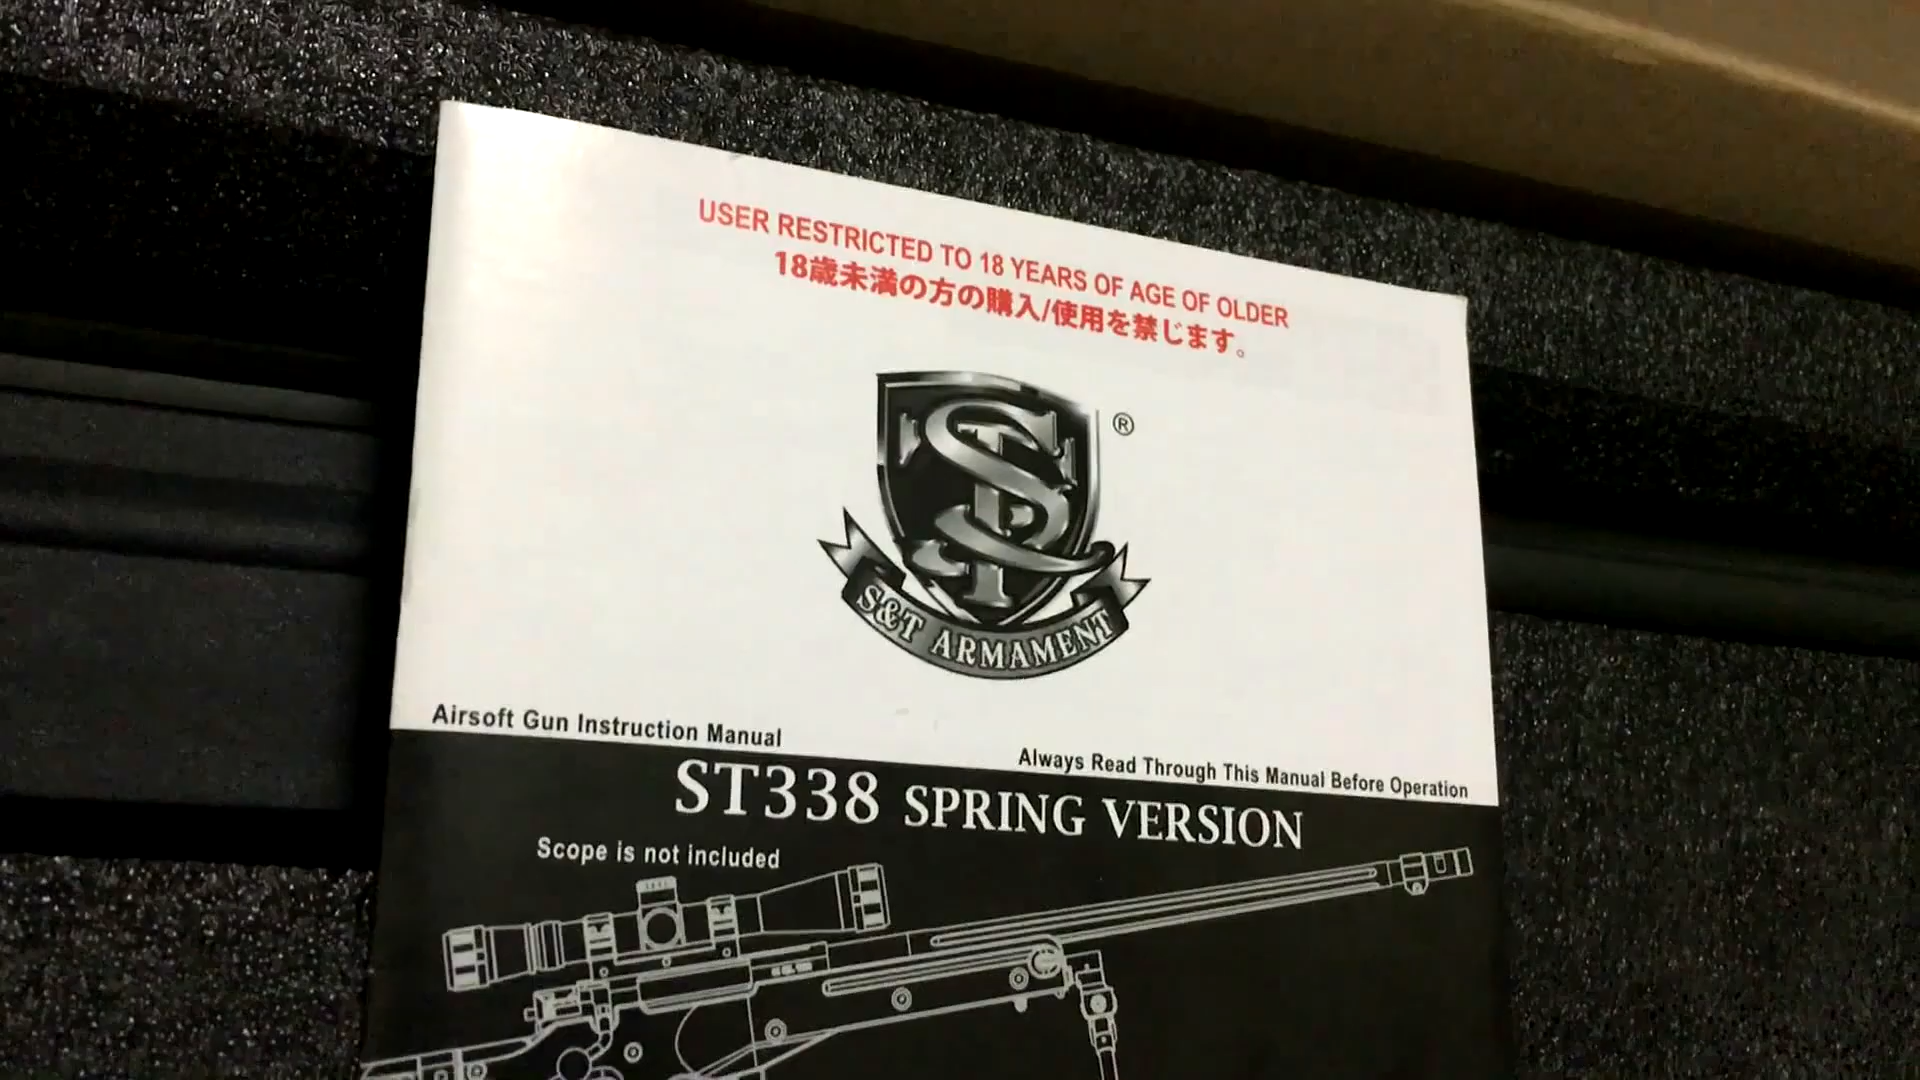 USER RESTRICTED TO 18 YEARS OF AGE OF OLDER
18歳未満の方の購入/使用を禁じます。
®
S&T ARMAMENT
Airsoft Gun Instruction Manual
Always Read Through This Manual Before Operation
ST338 SPRING VERSION
Scope is not included